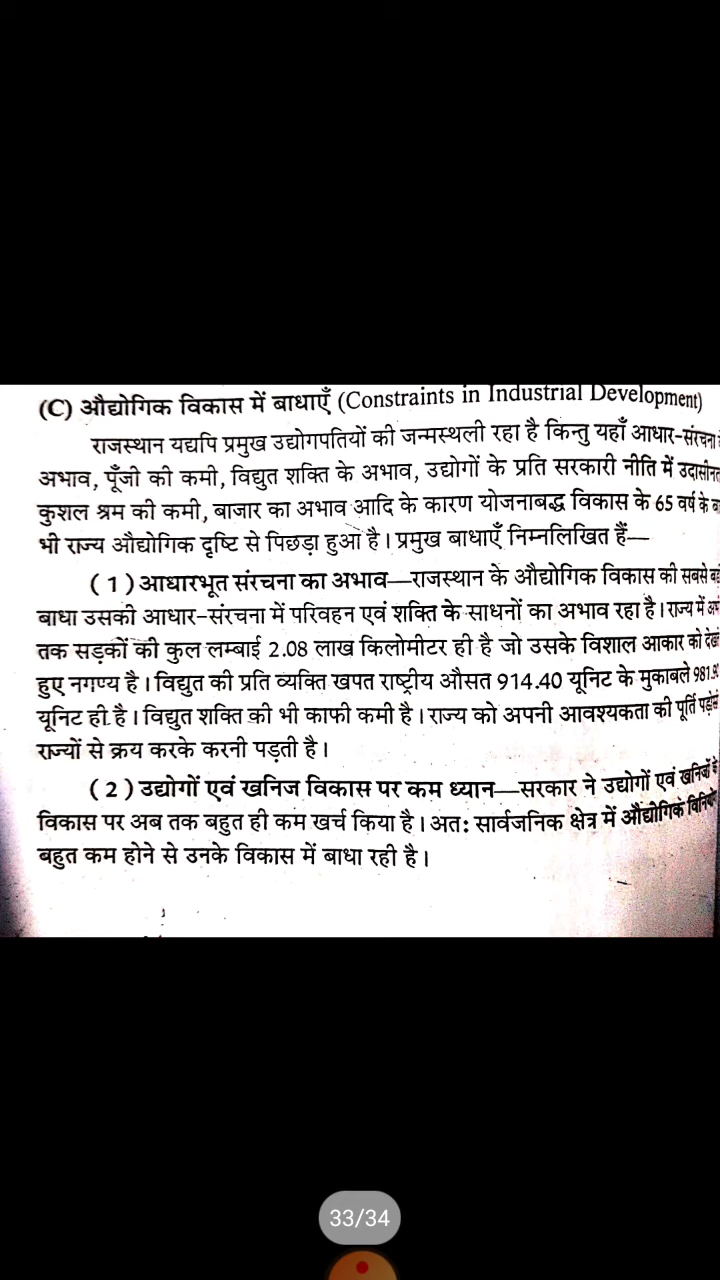 (C) औद्योगिक विकास में बाधाएँ (Constraints in Industrial Development)
राजस्थान यद्यपि प्रमुख उद्योगपतियों की जन्मस्थली रहा है किन्तु यहाँ आधार-संरचना
अभाव, पूँजी की कमी, विद्युत शक्ति के अभाव, उद्योगों के प्रति सरकारी नीति में उदासीनत
कुशल श्रम की कमी, बाजार का अभाव आदि के कारण योजनाबद्ध विकास के 65 वर्ष के
भी राज्य औद्योगिक दृष्टि से पिछड़ा हुआ है। प्रमुख बाधाएँ निम्नलिखित हैं—
(1) आधारभूत संरचना का अभाव—राजस्थान के औद्योगिक विकास की सबसे
बाधा उसकी आधार-संरचना में परिवहन एवं शक्ति के साधनों का अभाव रहा है। राज्य में
तक सड़कों की कुल लम्बाई 2.08 लाख किलोमीटर ही है जो उसके विशाल आकार को
हुए नगण्य है। विद्युत की प्रति व्यक्ति खपत राष्ट्रीय औसत 914.40 यूनिट के मुकाबले
यूनिट ही है। विद्युत शक्ति की भी काफी कमी है। राज्य को अपनी आवश्यकता की पूर्ति
राज्यों से क्रय करके करनी पड़ती है।
(2) उद्योगों एवं खनिज विकास पर कम ध्यान—सरकार ने उद्योगों एवं खनिजों के
विकास पर अब तक बहुत ही कम खर्च किया है। अतः सार्वजनिक क्षेत्र में औद्योगिक
बहुत कम होने से उनके विकास में बाधा रही है।
33/34